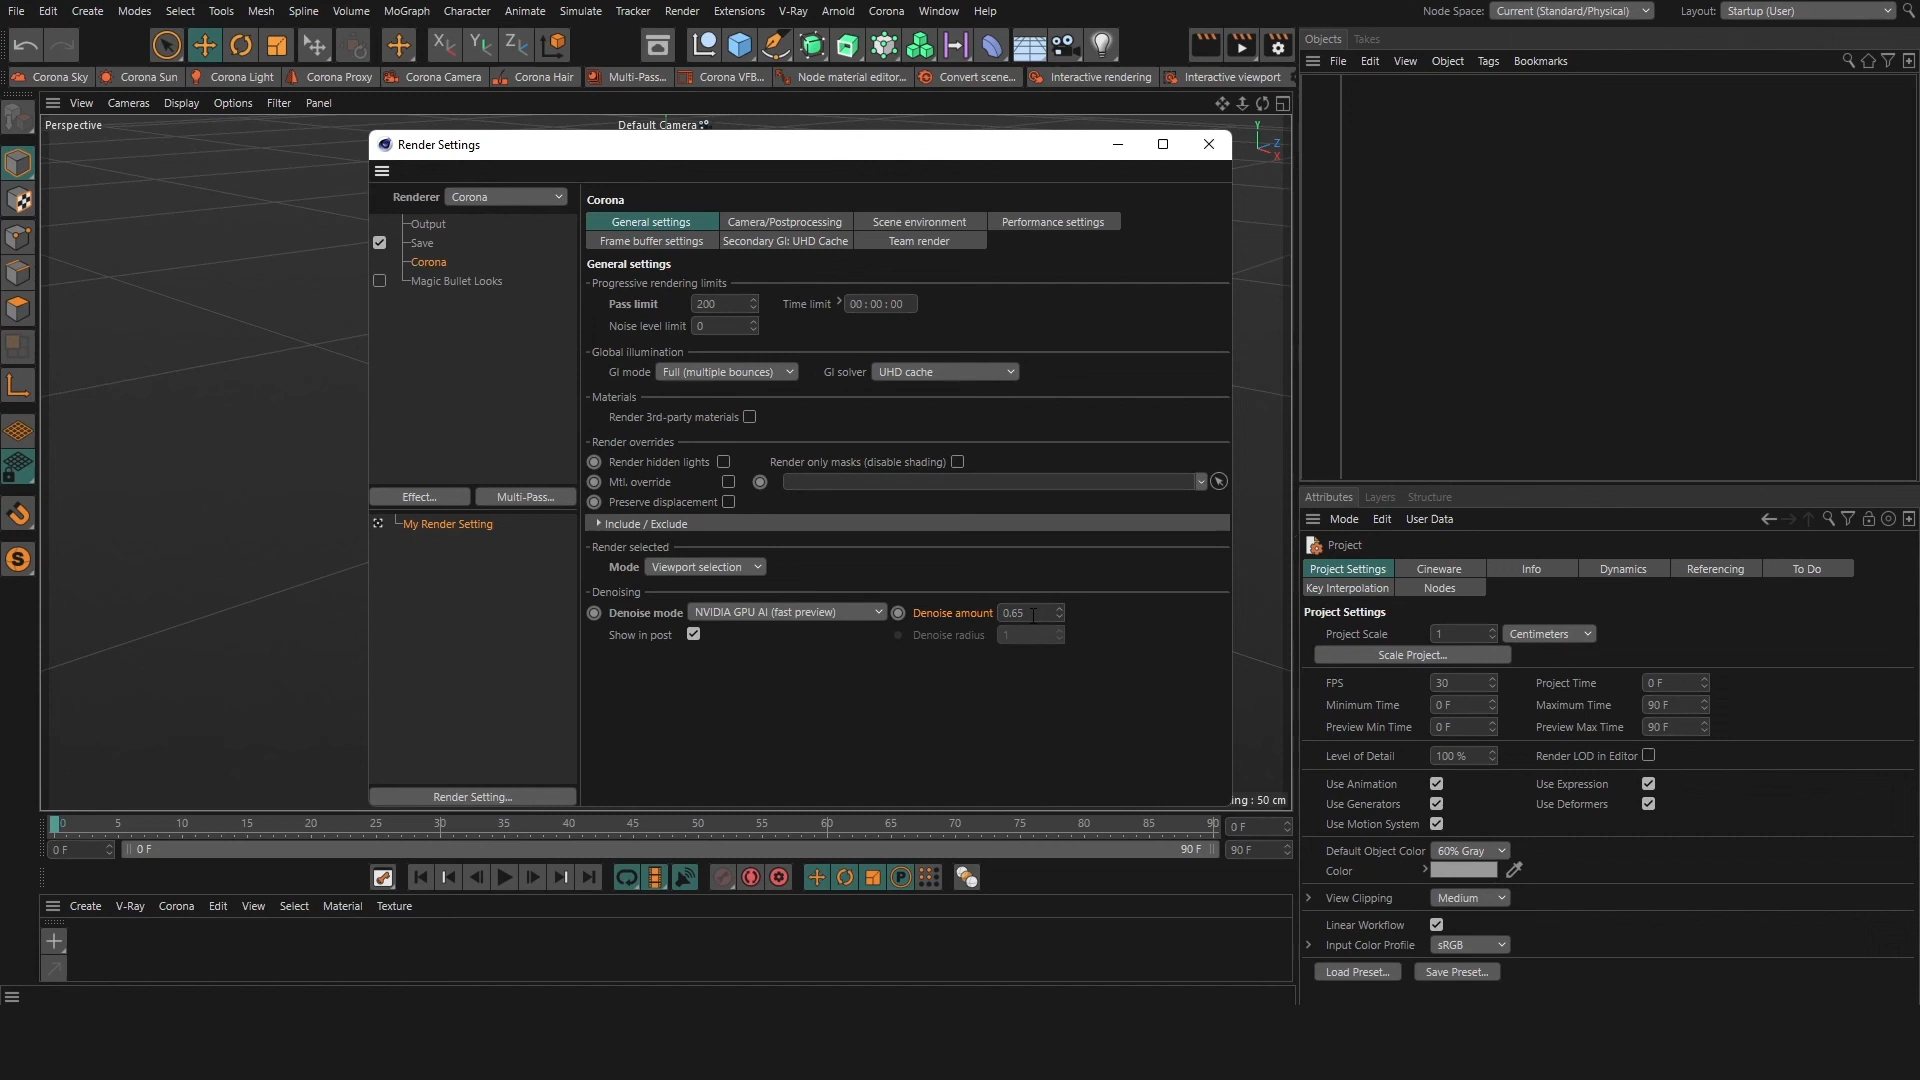 File Edit Create Modes Select Tools Mesh Spline Volume MoGraph Character Animate Simulate Tracker Render Extensions V-Ray Arnold Corona Window Help Node Space: Current (Standard/Physical) Layout: Startup (User)
Objects Takes
Corona Sky Corona Sun Corona Light Corona Proxy Corona Camera Corona Hair Multi-Pass... Corona VFB... Node material editor... Convert scene... Interactive rendering Interactive viewport
File Edit View Object Tags Bookmarks
View Cameras Display Options Filter Panel
Perspective
Default Camera
Y
Z
X
Render Settings
Renderer Corona
Output
Save
Corona
Magic Bullet Looks
Effect... Multi-Pass...
My Render Setting
Render Setting...
Corona
General settings Camera/Postprocessing Scene environment Performance settings
Frame buffer settings Secondary GI: UHD Cache Team render
General settings
Progressive rendering limits
Pass limit 200 Time limit 00 : 00 : 00
Noise level limit 0
Global illumination
GI mode Full (multiple bounces) GI solver UHD cache
Materials
Render 3rd-party materials
Render overrides
Render hidden lights Render only masks (disable shading)
Mtl. override
Preserve displacement
Include / Exclude
Render selected
Mode Viewport selection
Denoising
Denoise mode NVIDIA GPU AI (fast preview) Denoise amount 0.65
Show in post Denoise radius 1
ing : 50 cm
0 5 10 15 20 25 30 35 40 45 50 55 60 65 70 75 80 85 90 0 F
0 F 0 F 90 F 90 F
Create V-Ray Corona Edit View Select Material Texture
Attributes Layers Structure
Mode Edit User Data
Project
Project Settings Cineware Info Dynamics Referencing To Do
Key Interpolation Nodes
Project Settings
Project Scale 1 Centimeters
Scale Project...
FPS 30 Project Time 0 F
Minimum Time 0 F Maximum Time 90 F
Preview Min Time 0 F Preview Max Time 90 F
Level of Detail 100 % Render LOD in Editor
Use Animation Use Expression
Use Generators Use Deformers
Use Motion System
Default Object Color 60% Gray
Color
View Clipping Medium
Linear Workflow
Input Color Profile sRGB
Load Preset... Save Preset...